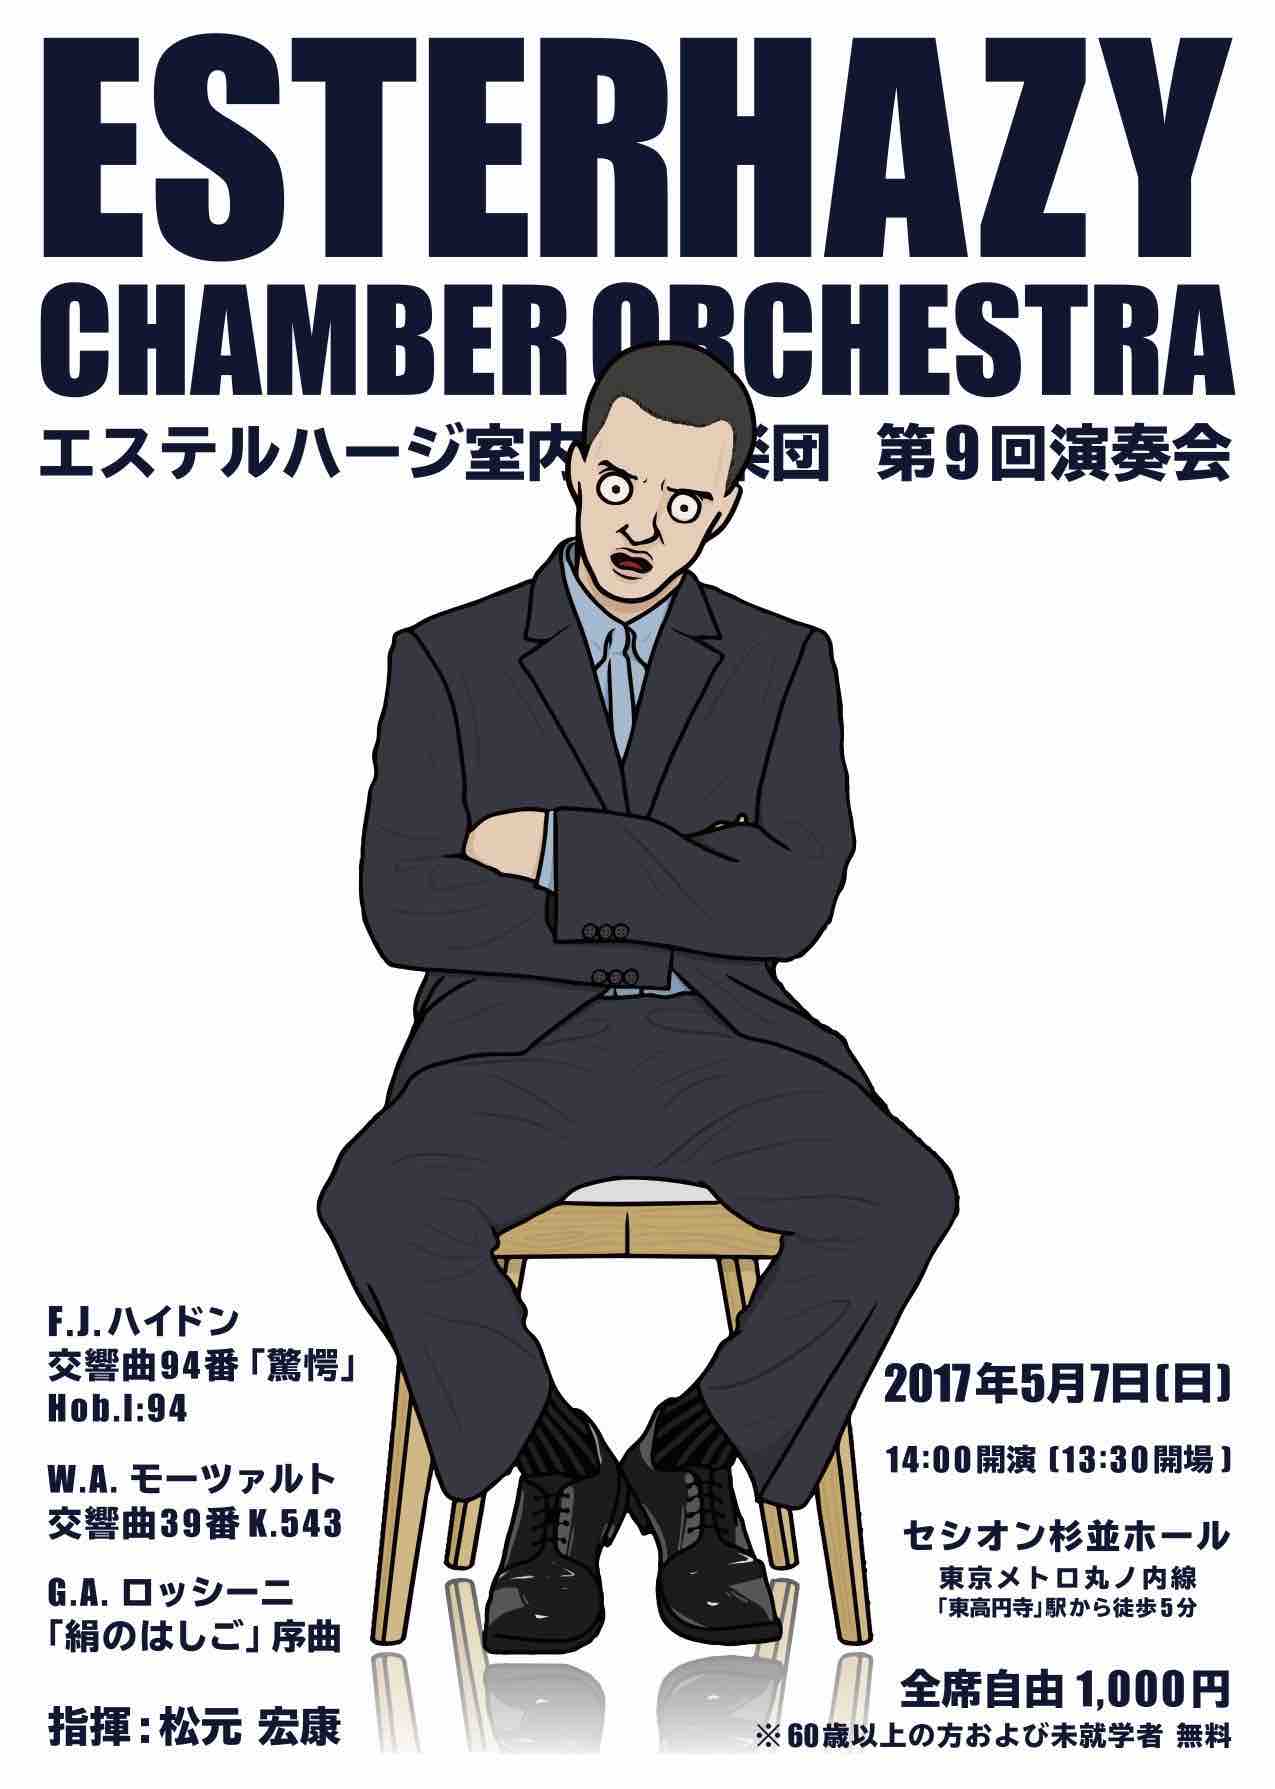 ESTERHAZY
CHAMBER ORCHESTRA
エステルハージ室内 楽団 第9回演奏会
F.J.ハイドン
交響曲94番「驚愕」
Hob.I:94
W.A. モーツァルト
交響曲39番 K.543
G.A. ロッシーニ
「絹のはしご」序曲
指揮:松元 宏康
2017年5月7日(日)
14:00開演 (13:30開場)
セシオン杉並ホール
東京メトロ丸ノ内線
「東高円寺」駅から徒歩5分
全席自由 1,000円
※60歳以上の方および未就学者 無料